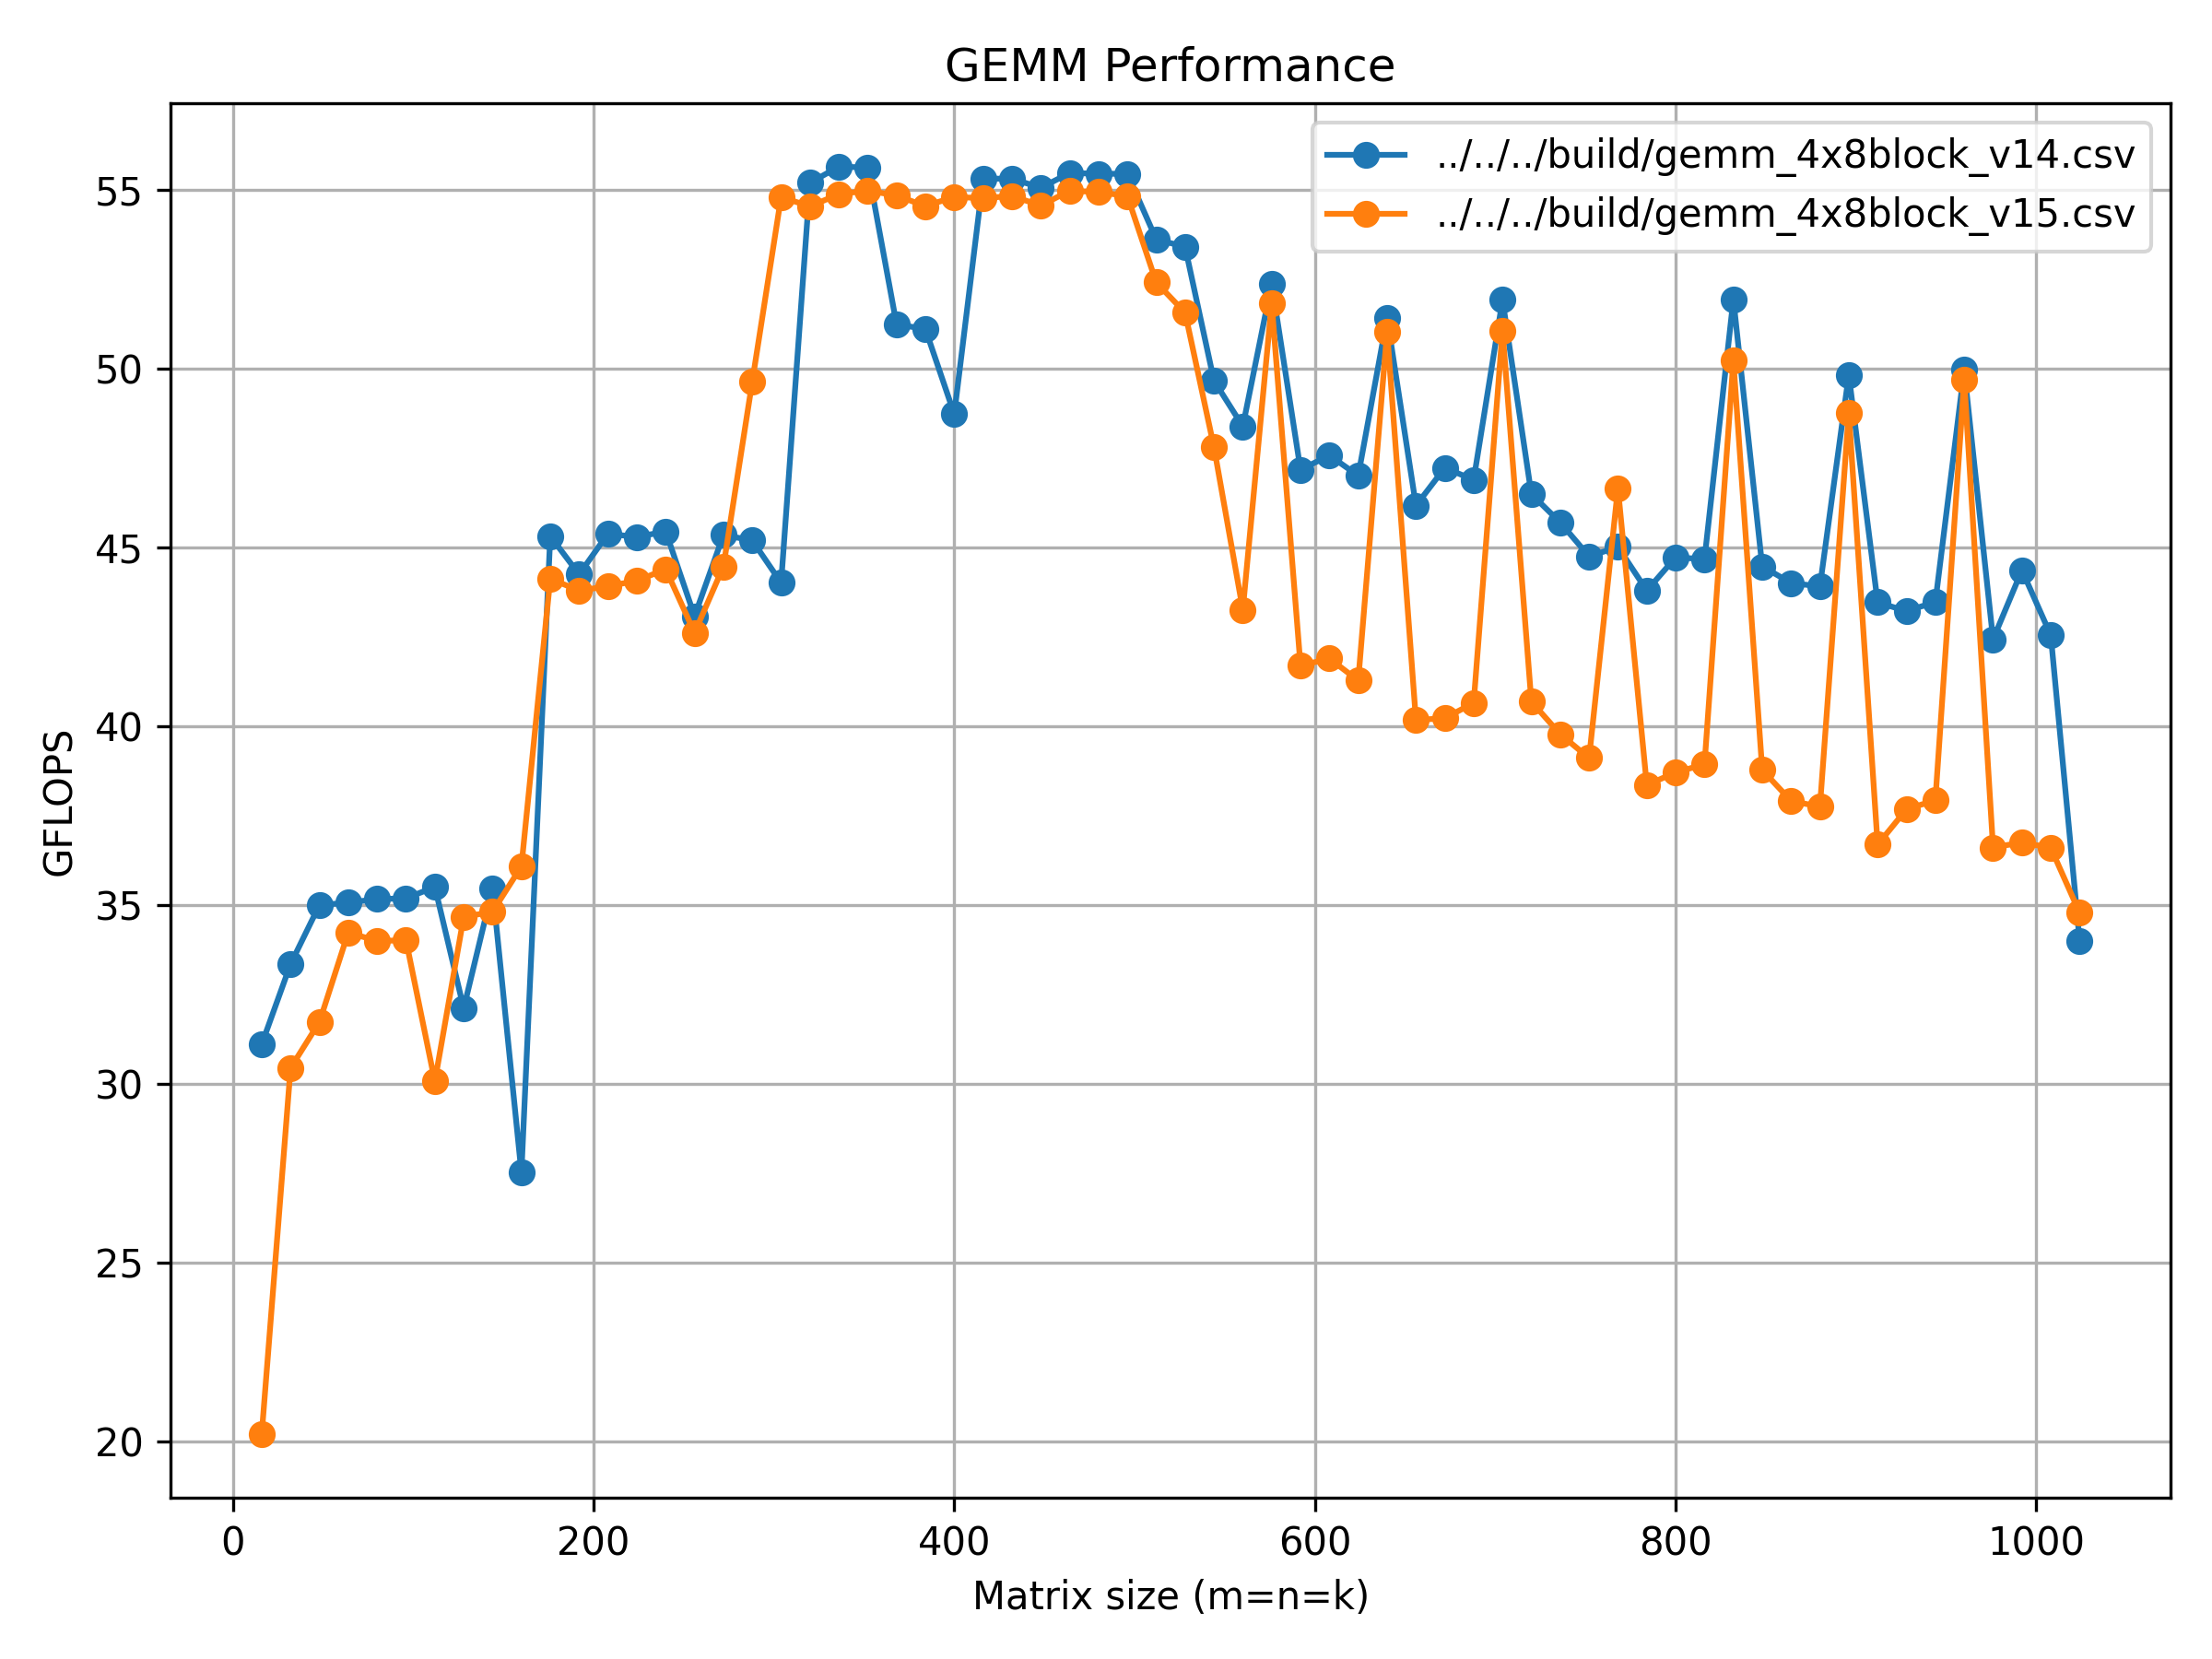 GEMM Performance
../../../build/gemm_4x8block_v14.csv
../../../build/gemm_4x8block_v15.csv
GFLOPS
55
50
45
40
35
30
25
20
0 200 400 600 800 1000
Matrix size (m=n=k)